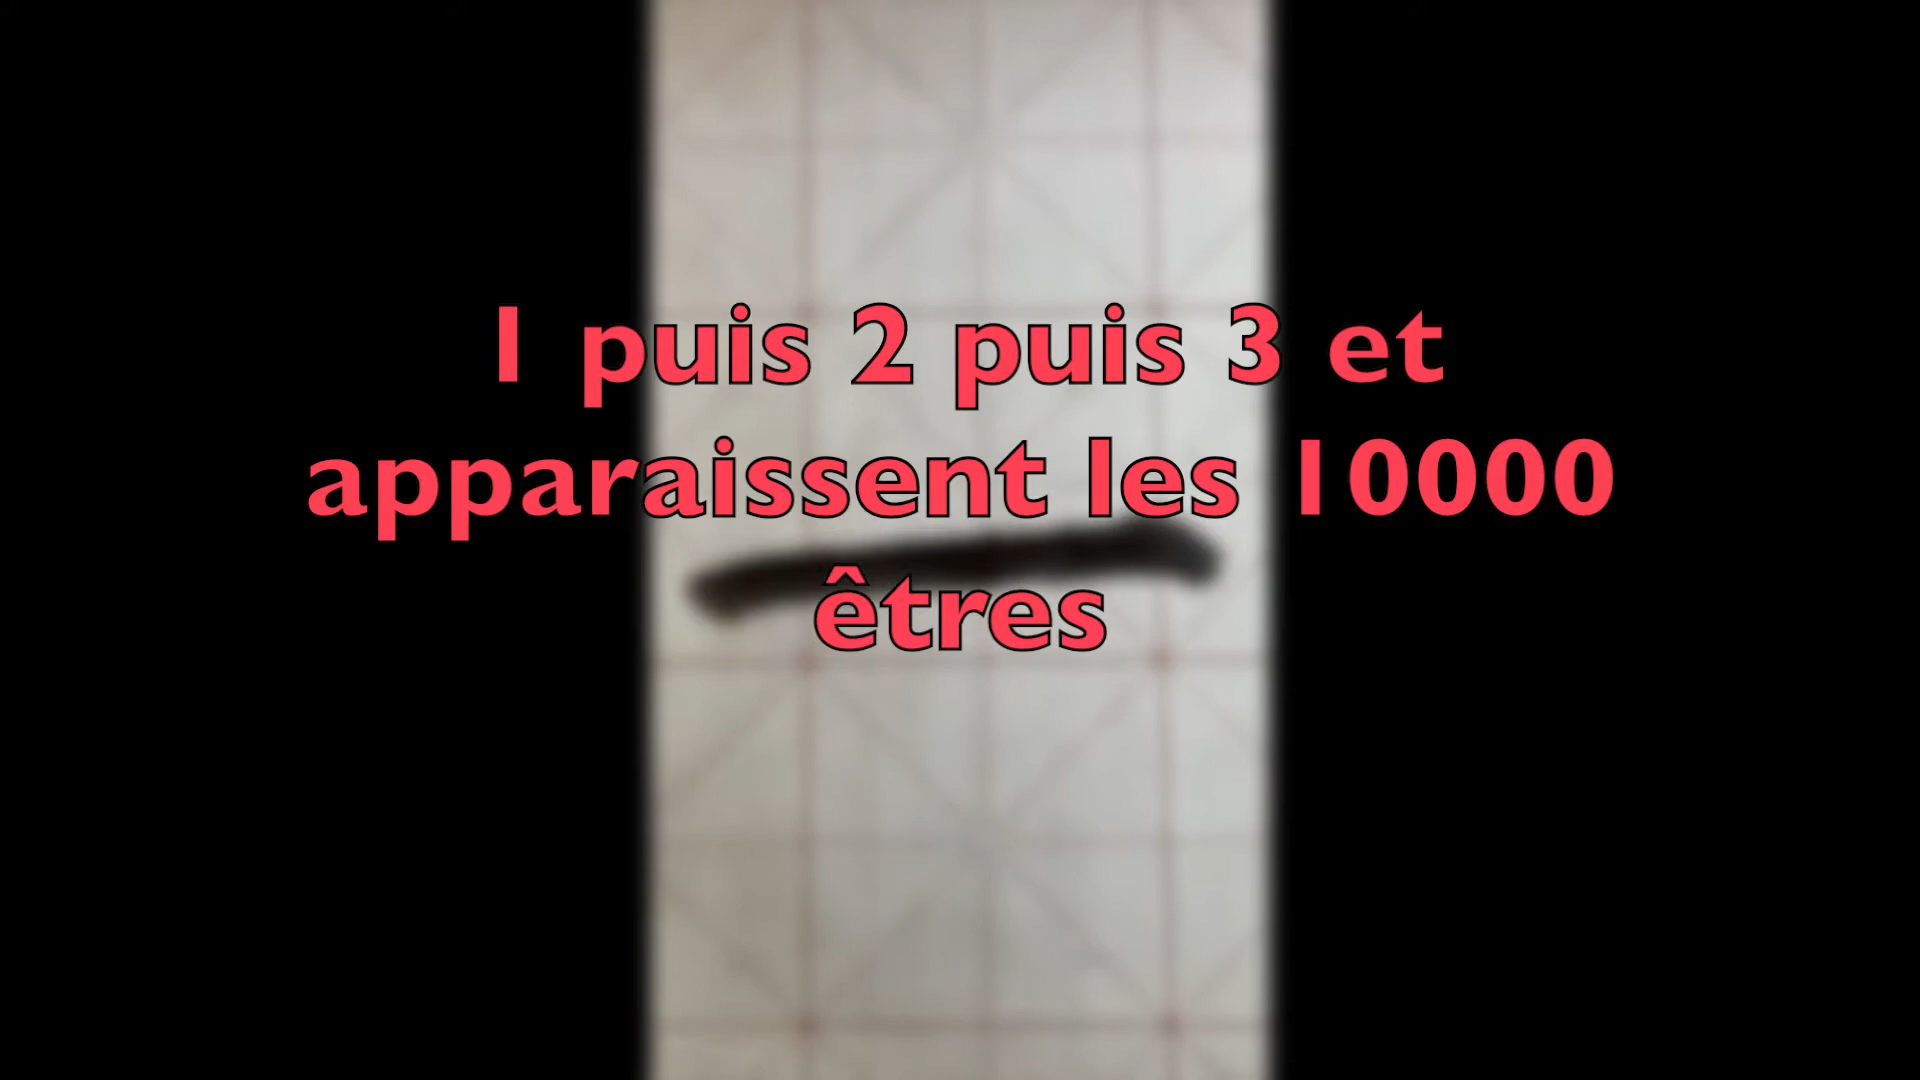 1 puis 2 puis 3 et
apparaissent les 10000
êtres